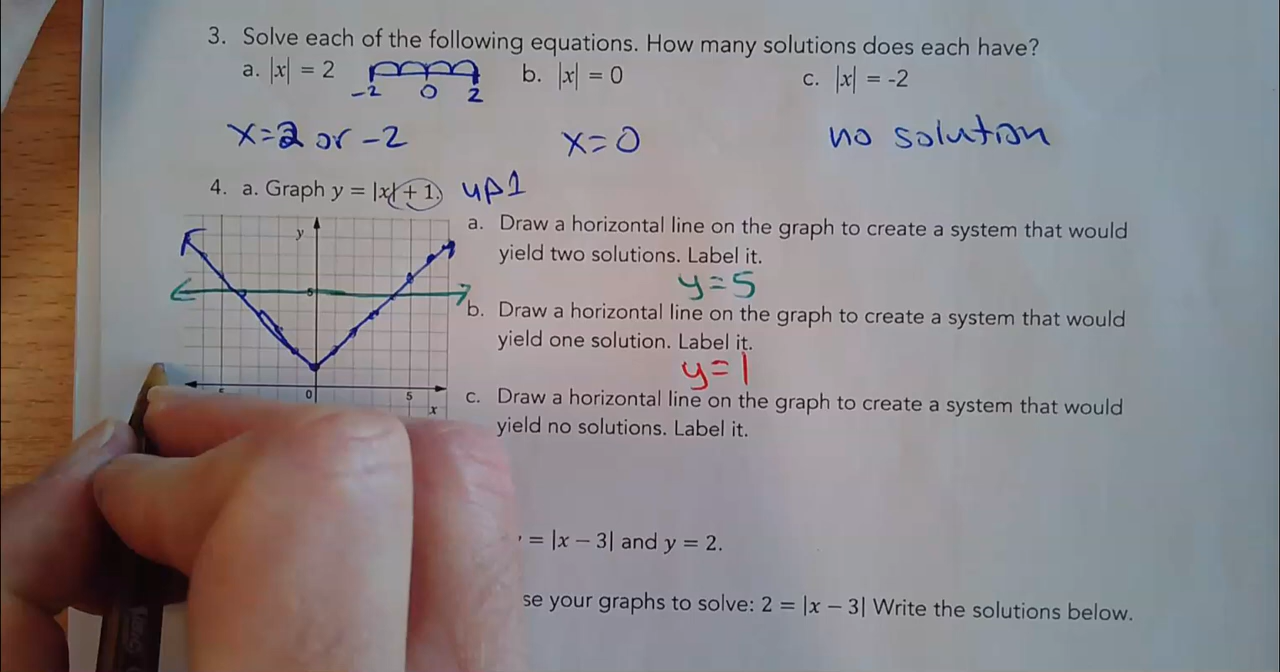 3. Solve each of the following equations. How many solutions does each have?
a. |x| = 2 b. |x| = 0 c. |x| = -2
-2 0 2
x=2 or -2 x=0 no solution
4. a. Graph y = |x| + 1. up 1
y
5
0 5
x
a. Draw a horizontal line on the graph to create a system that would
yield two solutions. Label it.
y=5
b. Draw a horizontal line on the graph to create a system that would
yield one solution. Label it.
y=1
c. Draw a horizontal line on the graph to create a system that would
yield no solutions. Label it.
= |x – 3| and y = 2.
se your graphs to solve: 2 = |x – 3| Write the solutions below.